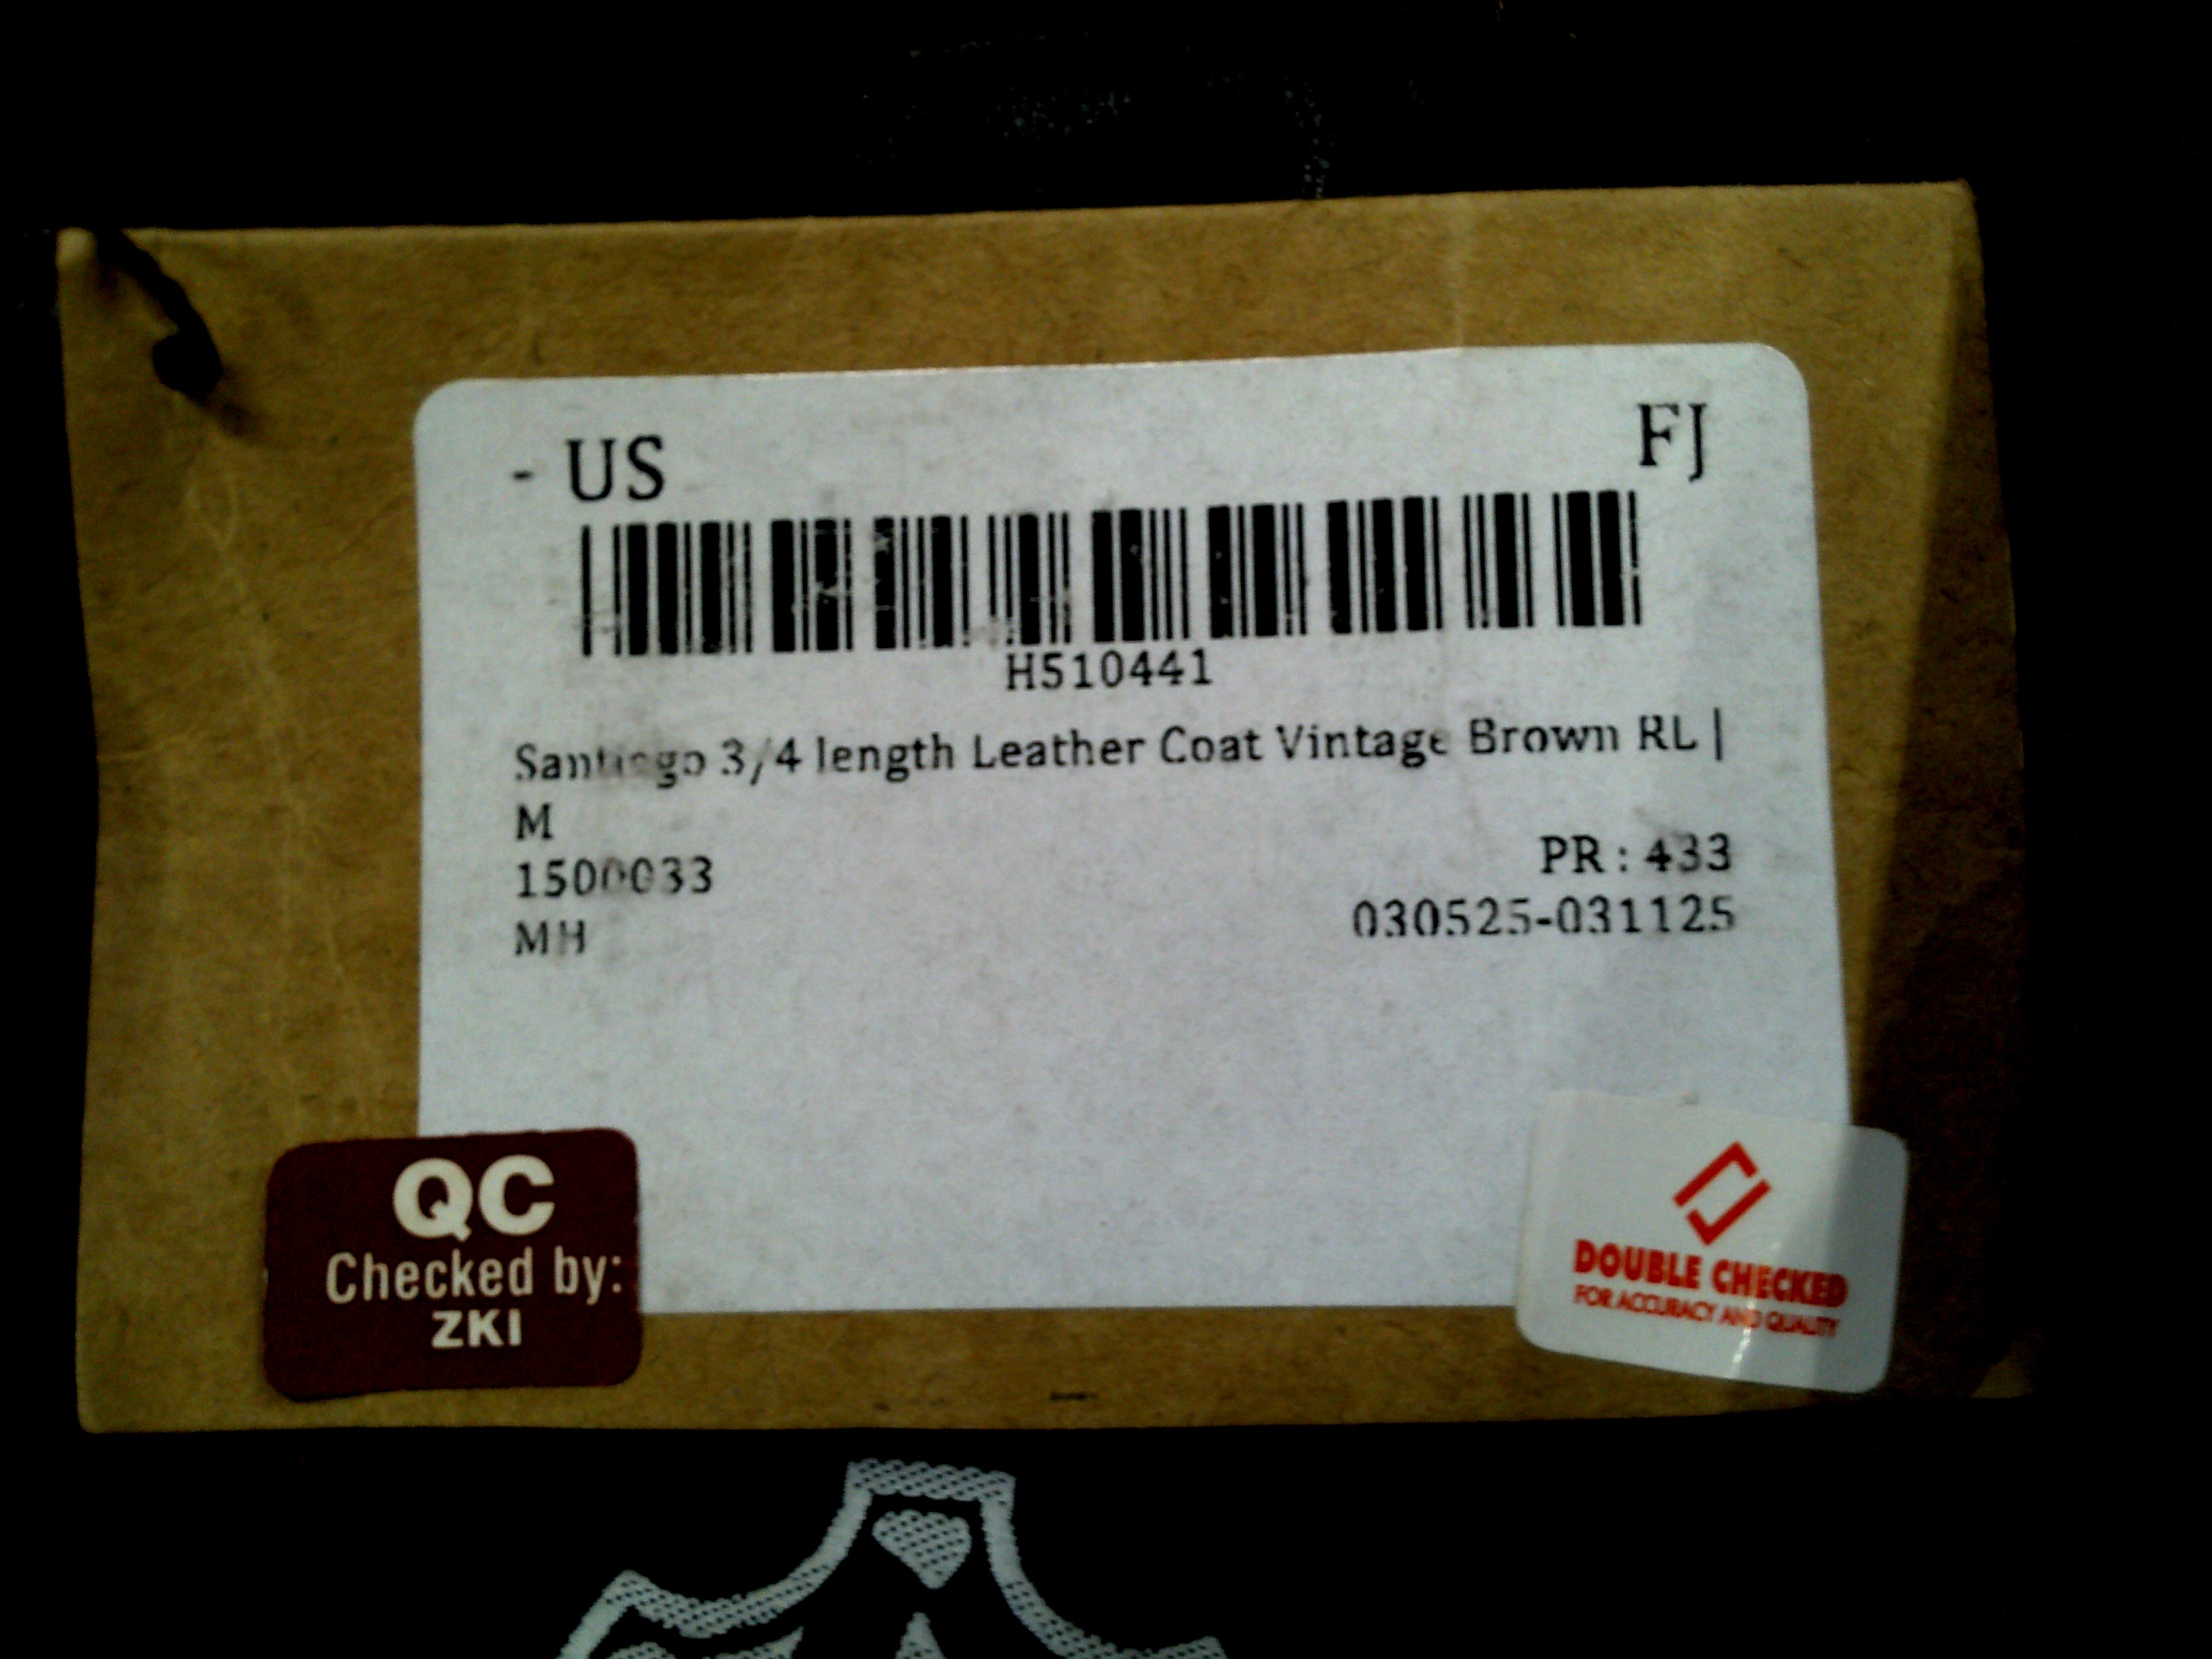 - US FJ
H510441
Santiago 3/4 length Leather Coat Vintage Brown RL |
M
1500033
PR : 433
MH
030525-031125
QC
Checked by:
ZKI
DOUBLE CHECKED
FOR ACCURACY AND QUALITY